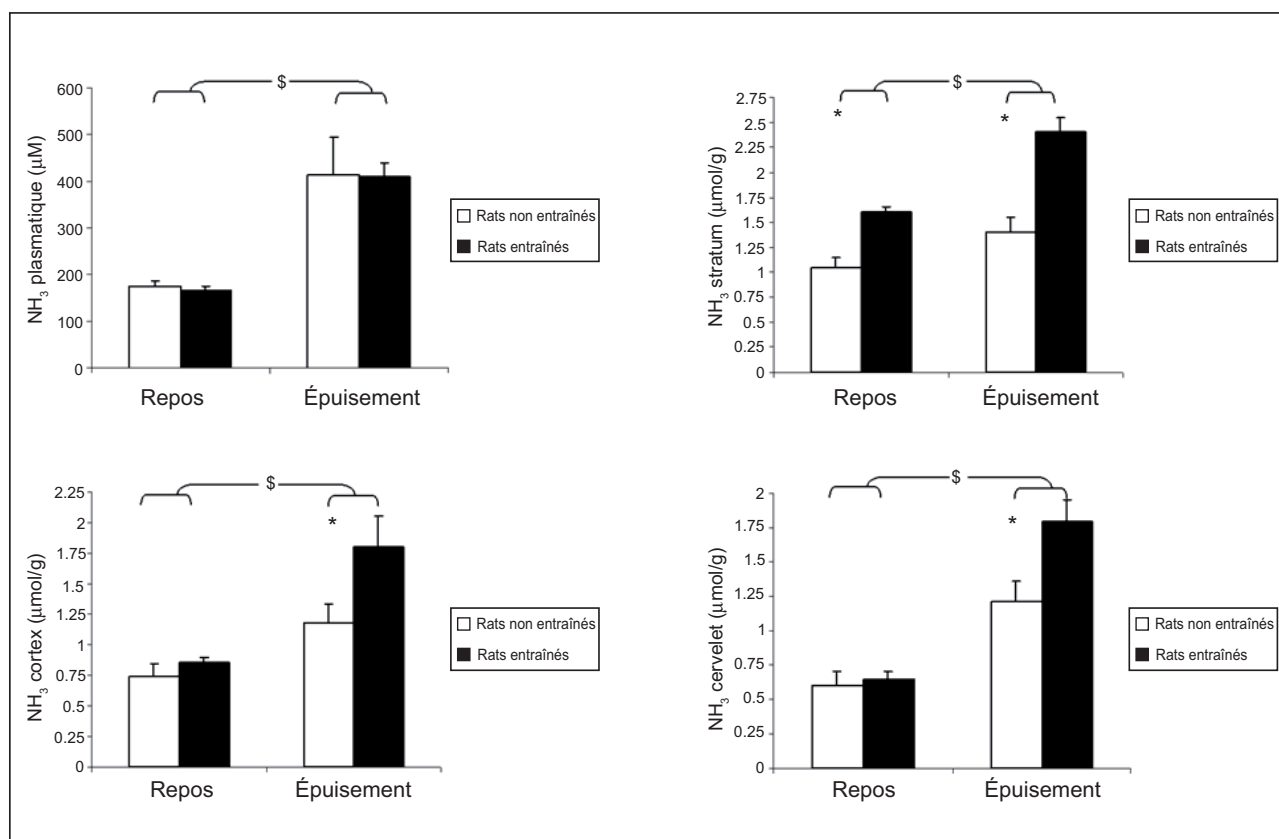 $
600
500
400
300
200
100
0
NH₃ plasmatique (µM)
Repos
Épuisement
Rats non entraînés
Rats entraînés
$
*
*
2.75
2.5
2.25
2
1.75
1.5
1.25
1
0.75
0.5
0.25
0
NH₃ stratum (µmol/g)
Repos
Épuisement
Rats non entraînés
Rats entraînés
$
*
2.25
2
1.75
1.5
1.25
1
0.75
0.5
0.25
0
NH₃ cortex (µmol/g)
Repos
Épuisement
Rats non entraînés
Rats entraînés
$
*
2
1.75
1.5
1.25
1
0.75
0.5
0.25
0
NH₃ cervelet (µmol/g)
Repos
Épuisement
Rats non entraînés
Rats entraînés